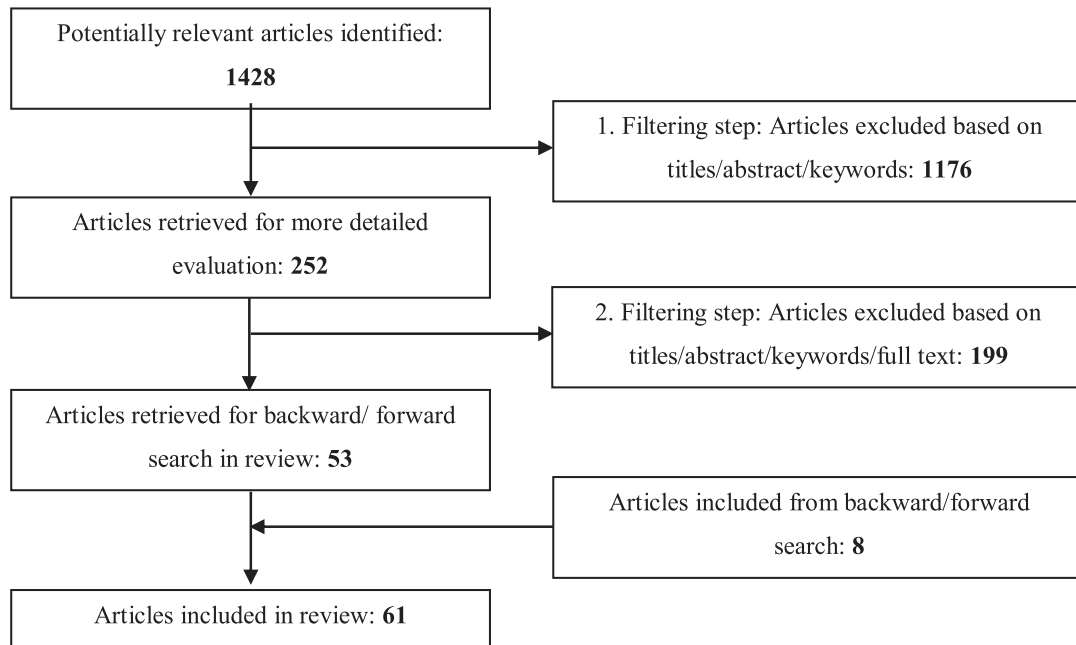 Potentially relevant articles identified:
1428
1. Filtering step: Articles excluded based on
titles/abstract/keywords: 1176
Articles retrieved for more detailed
evaluation: 252
2. Filtering step: Articles excluded based on
titles/abstract/keywords/full text: 199
Articles retrieved for backward/ forward
search in review: 53
Articles included from backward/forward
search: 8
Articles included in review: 61